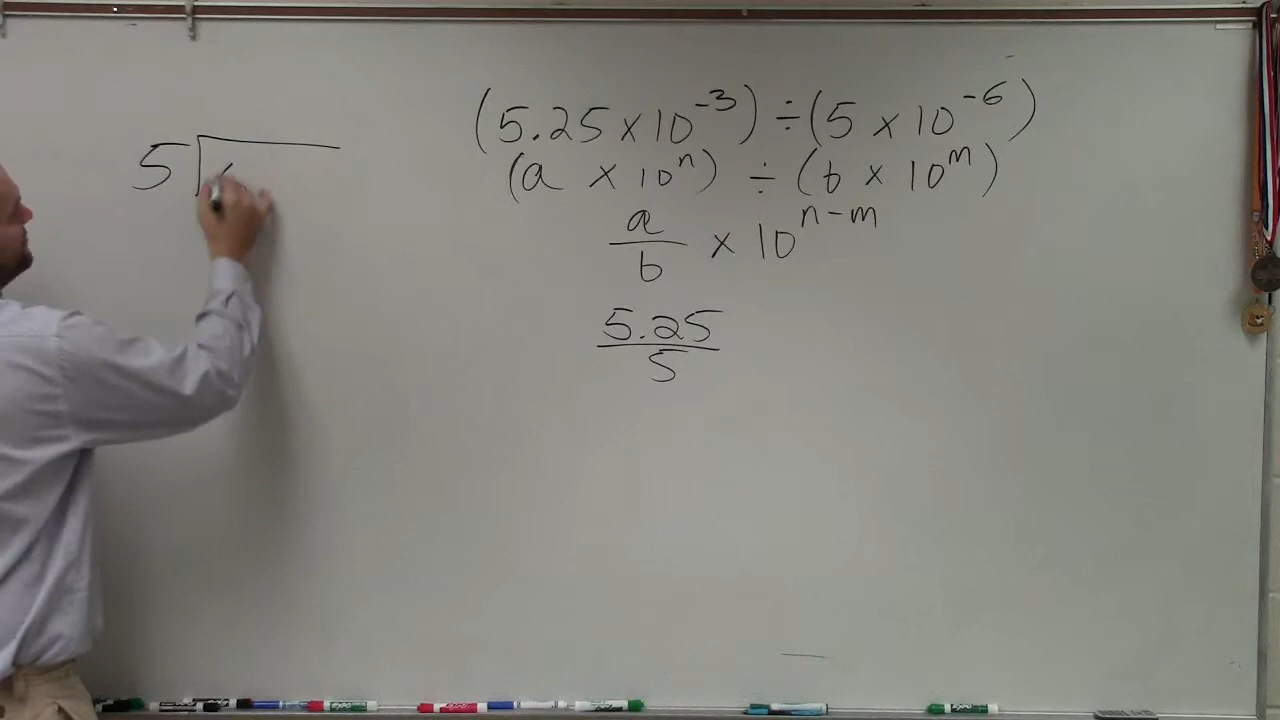 (5.25 × 10⁻³) ÷ (5 × 10⁻⁶)
(a × 10ⁿ) ÷ (b × 10ᵐ)
a/b × 10ⁿ⁻ᵐ
5.25/5
5